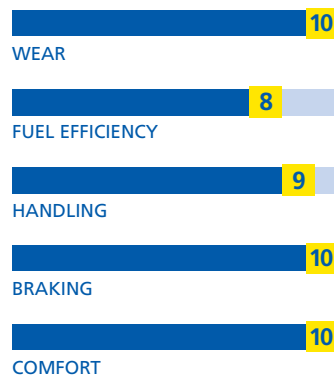 10
WEAR
8
FUEL EFFICIENCY
9
HANDLING
10
BRAKING
10
COMFORT